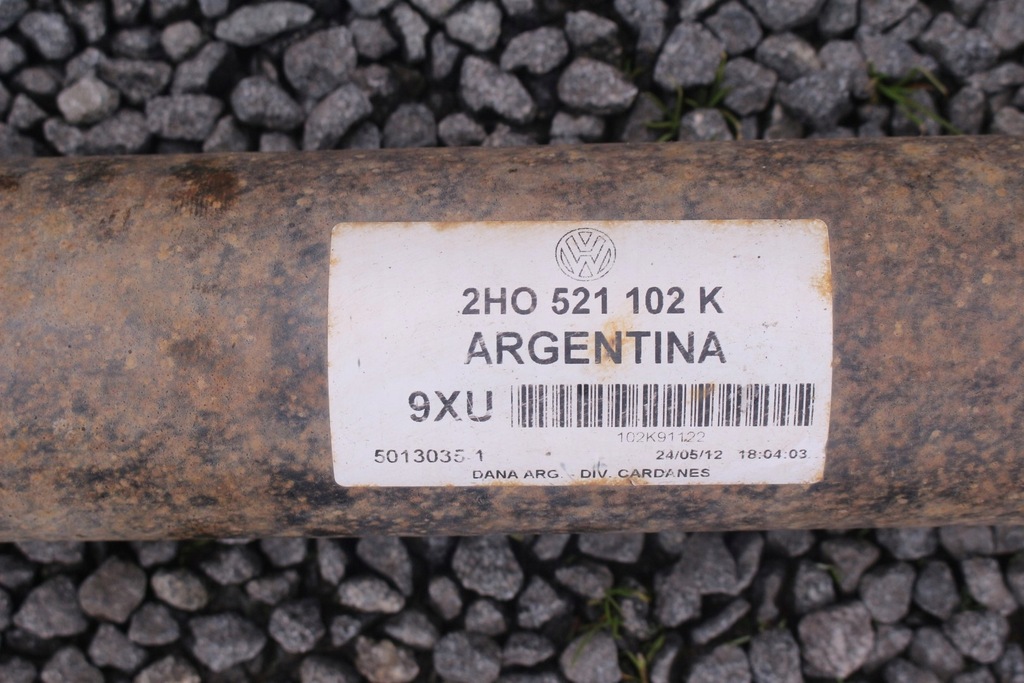 2HO 521 102 K
ARGENTINA
9XU
102K91122
5013035 1 24/05/12 18:04:03
DANA ARG. - DIV. CARDANES